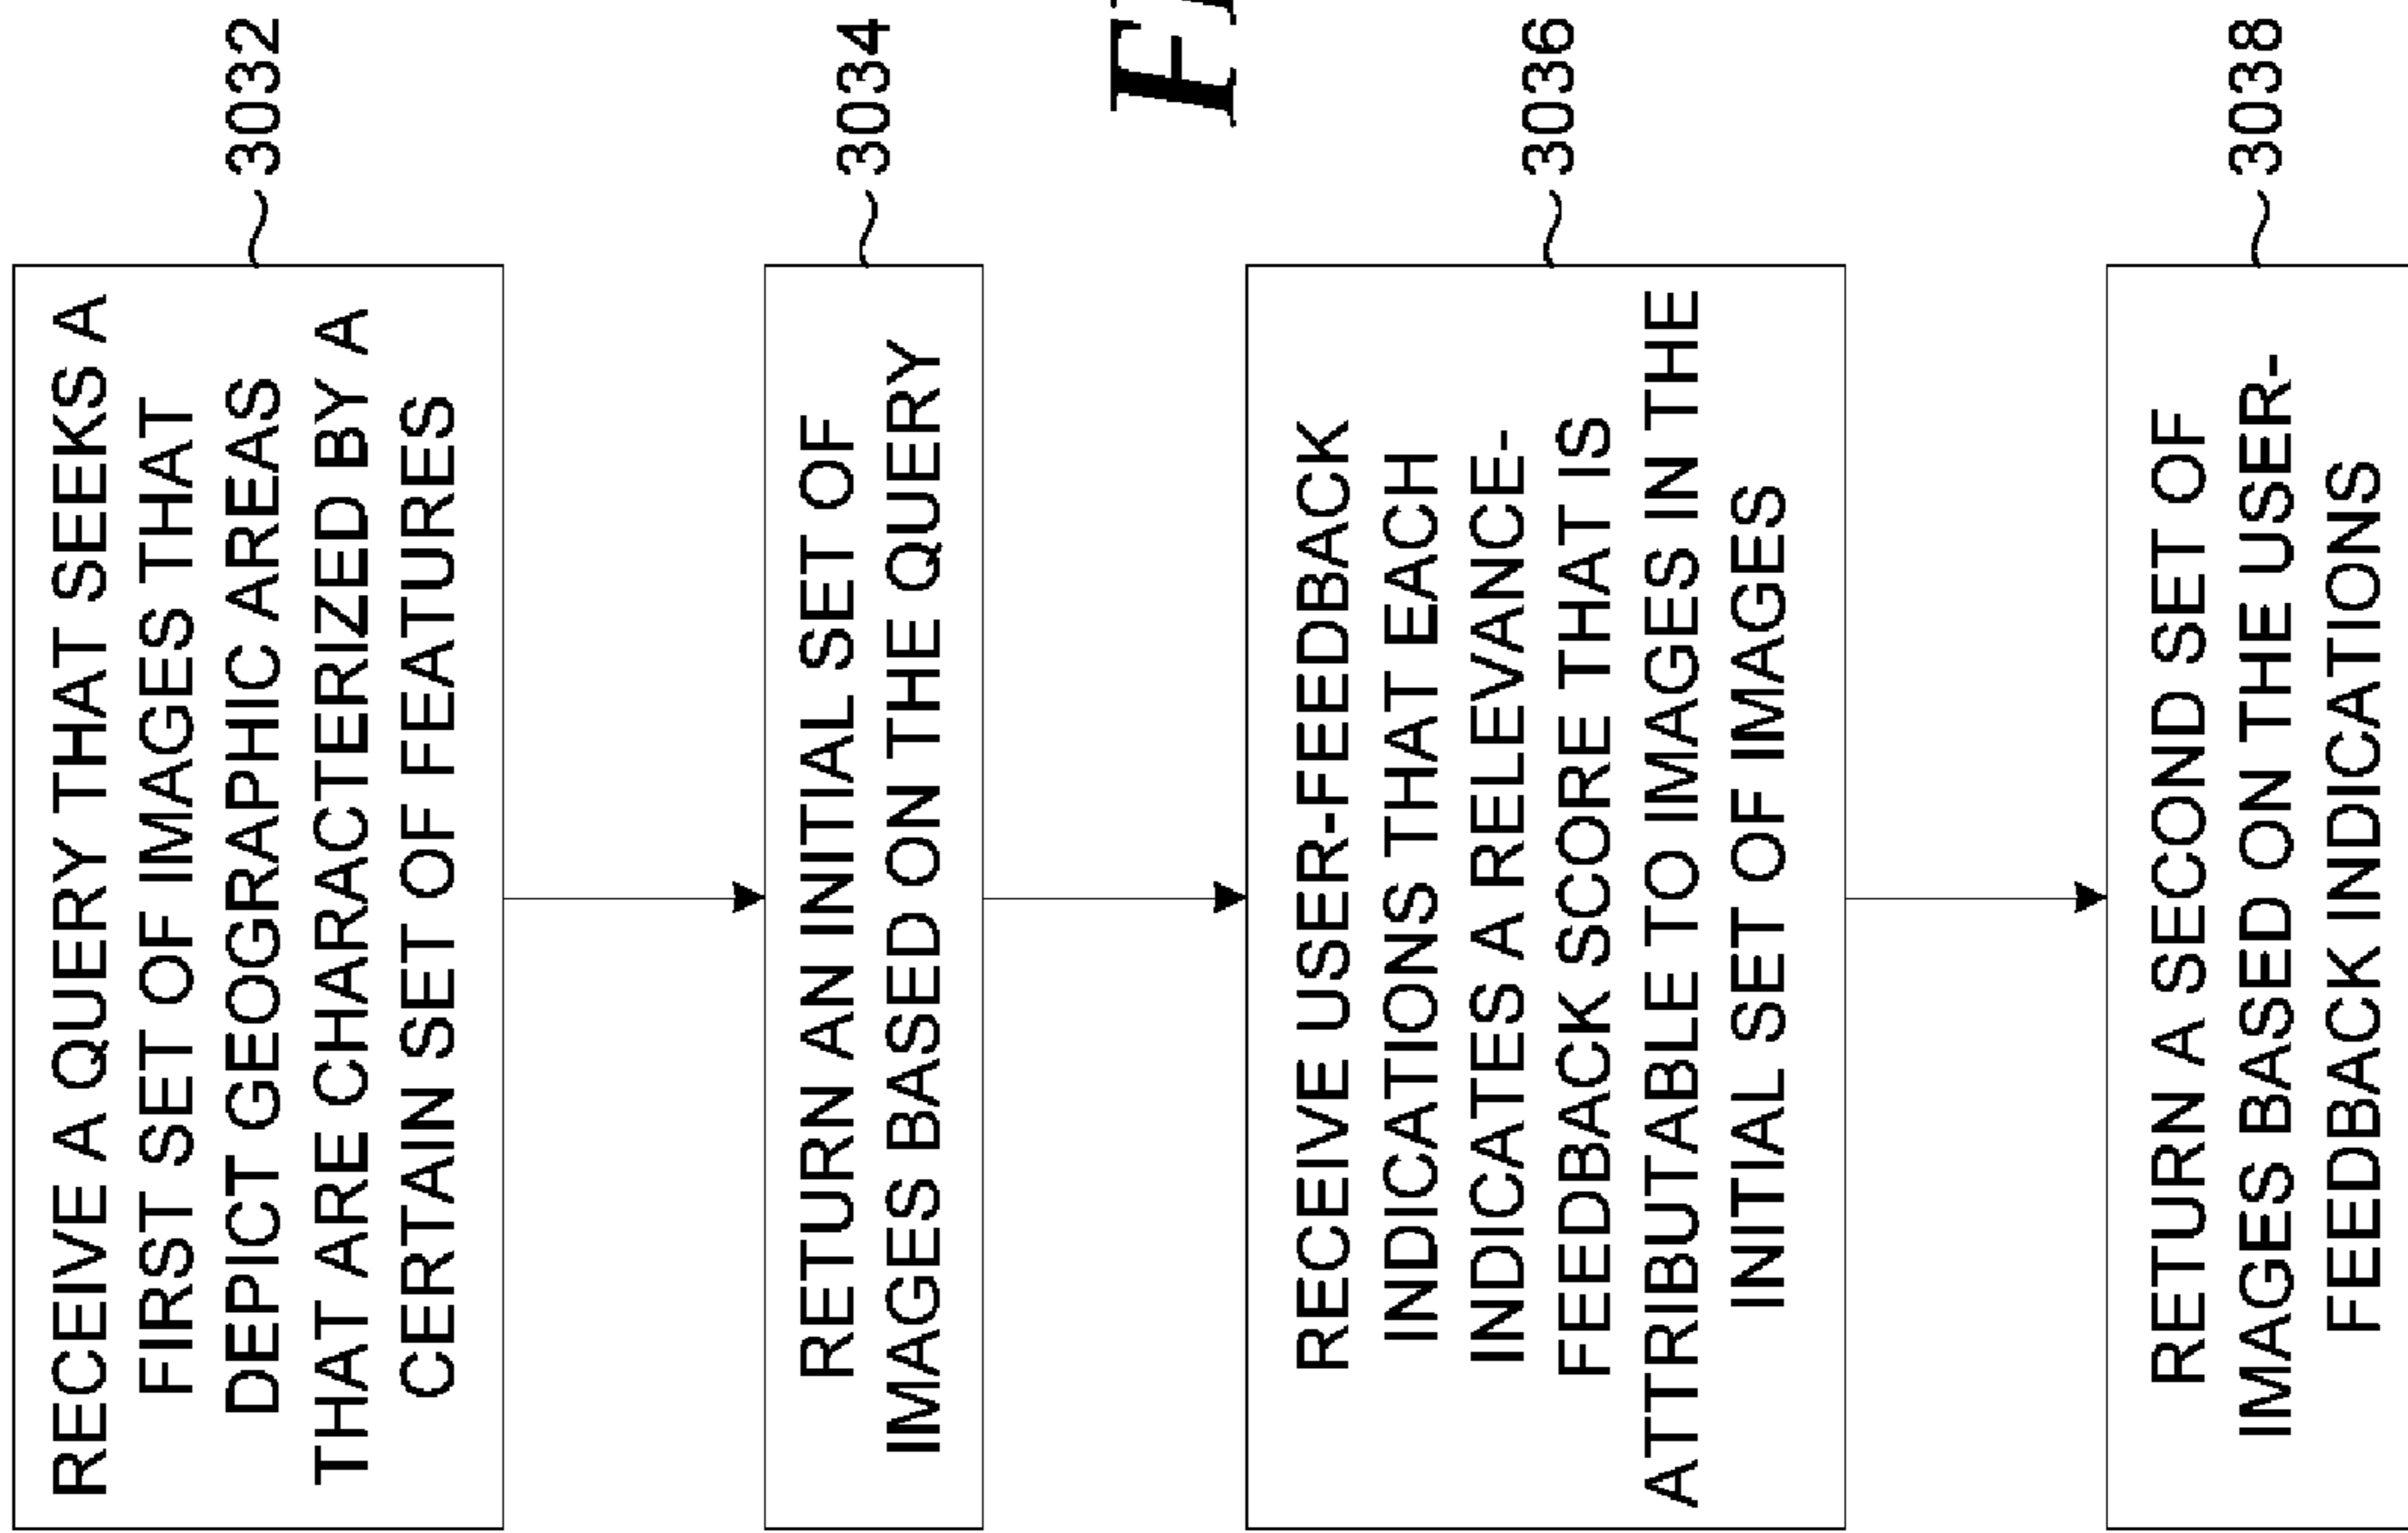 RECEIVE A QUERY THAT SEEKS A
FIRST SET OF IMAGES THAT
DEPICT GEOGRAPHIC AREAS
THAT ARE CHARACTERIZED BY A
CERTAIN SET OF FEATURES
3032
RETURN AN INITIAL SET OF
IMAGES BASED ON THE QUERY
3034
RECEIVE USER-FEEDBACK
INDICATIONS THAT EACH
INDICATES A RELEVANCE-
FEEDBACK SCORE THAT IS
ATTRIBUTABLE TO IMAGES IN THE
INITIAL SET OF IMAGES
3036
RETURN A SECOND SET OF
IMAGES BASED ON THE USER-
FEEDBACK INDICATIONS
3038